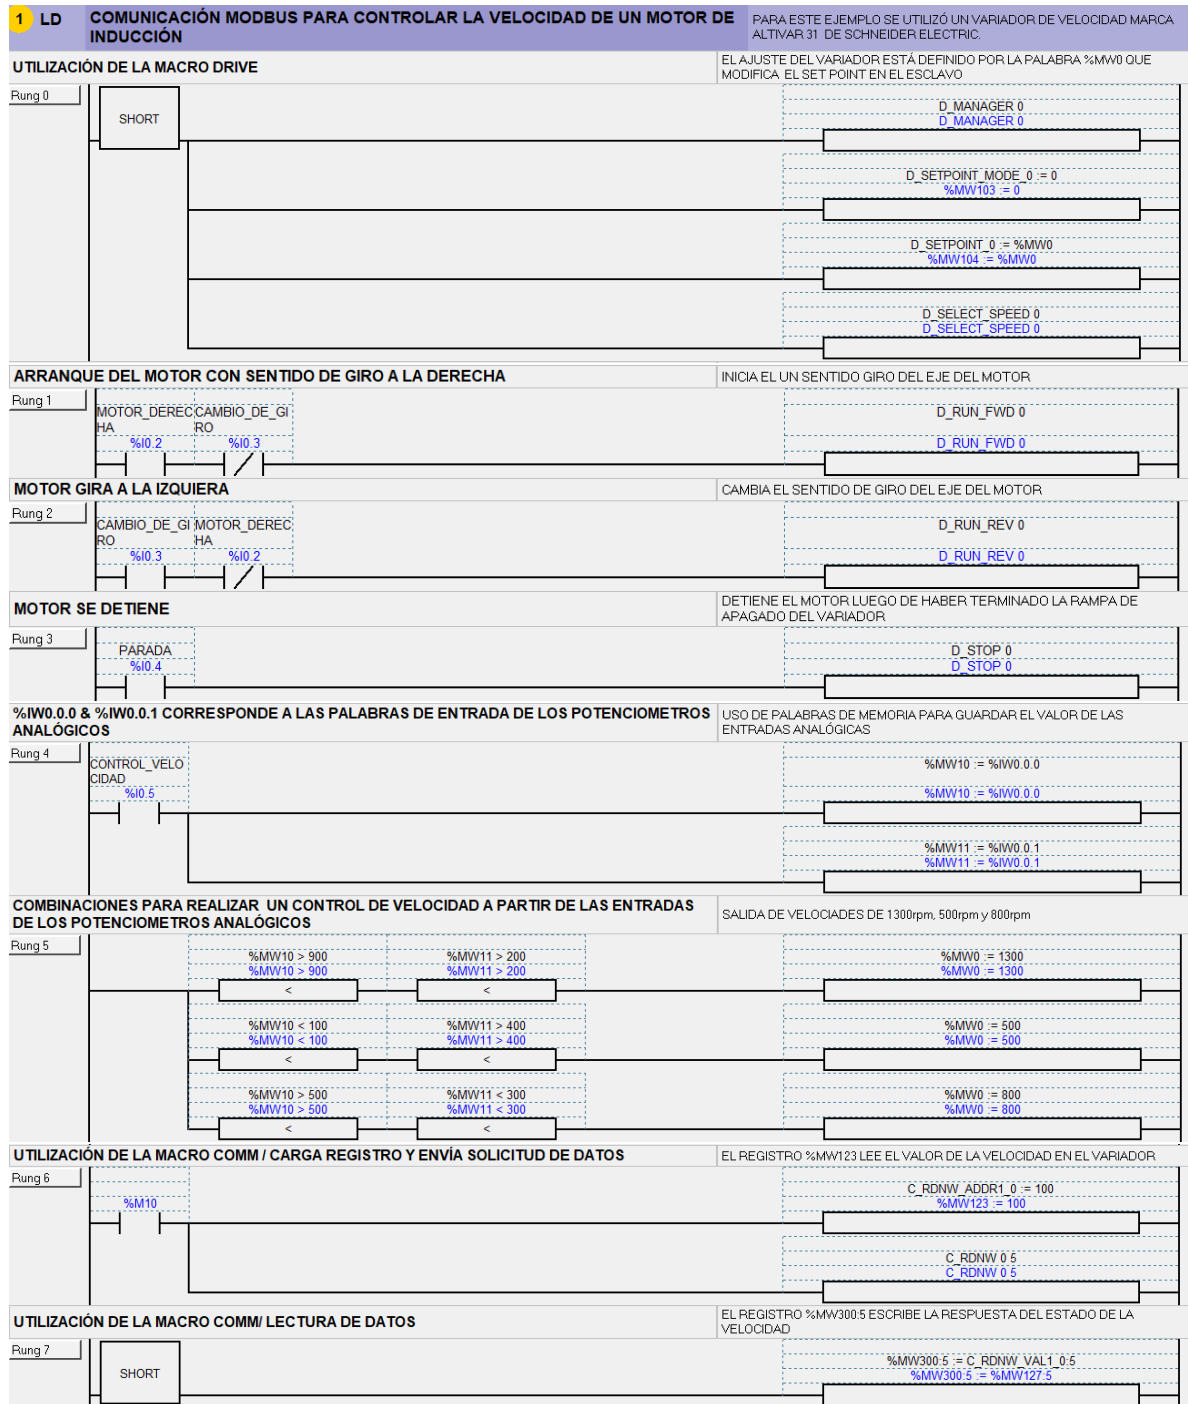 1 LD COMUNICACIÓN MODBUS PARA CONTROLAR LA VELOCIDAD DE UN MOTOR DE
INDUCCIÓN
PARA ESTE EJEMPLO SE UTILIZÓ UN VARIADOR DE VELOCIDAD MARCA
ALTIVAR 31 DE SCHNEIDER ELECTRIC.
UTILIZACIÓN DE LA MACRO DRIVE
EL AJUSTE DEL VARIADOR ESTÁ DEFINIDO POR LA PALABRA %MW0 QUE
MODIFICA EL SET POINT EN EL ESCLAVO
Rung 0
SHORT
D_MANAGER 0
D_MANAGER 0
D_SETPOINT_MODE_0 := 0
%MW103 := 0
D_SETPOINT_0 := %MW0
%MW104 := %MW0
D_SELECT_SPEED 0
D_SELECT_SPEED 0
ARRANQUE DEL MOTOR CON SENTIDO DE GIRO A LA DERECHA
INICIA EL UN SENTIDO GIRO DEL EJE DEL MOTOR
Rung 1
MOTOR_DEREC
HA
%I0.2
CAMBIO_DE_GI
RO
%I0.3
D_RUN_FWD 0
D_RUN_FWD 0
MOTOR GIRA A LA IZQUIERA
CAMBIA EL SENTIDO DE GIRO DEL EJE DEL MOTOR
Rung 2
CAMBIO_DE_GI
RO
%I0.3
MOTOR_DEREC
HA
%I0.2
D_RUN_REV 0
D_RUN_REV 0
MOTOR SE DETIENE
DETIENE EL MOTOR LUEGO DE HABER TERMINADO LA RAMPA DE
APAGADO DEL VARIADOR
Rung 3
PARADA
%I0.4
D_STOP 0
D_STOP 0
%IW0.0.0 & %IW0.0.1 CORRESPONDE A LAS PALABRAS DE ENTRADA DE LOS POTENCIOMETROS
ANALÓGICOS
USO DE PALABRAS DE MEMORIA PARA GUARDAR EL VALOR DE LAS
ENTRADAS ANALÓGICAS
Rung 4
CONTROL_VELO
CIDAD
%I0.5
%MW10 := %IW0.0.0
%MW10 := %IW0.0.0
%MW11 := %IW0.0.1
%MW11 := %IW0.0.1
COMBINACIONES PARA REALIZAR UN CONTROL DE VELOCIDAD A PARTIR DE LAS ENTRADAS
DE LOS POTENCIOMETROS ANALÓGICOS
SALIDA DE VELOCIADES DE 1300rpm, 500rpm y 800rpm
Rung 5
%MW10 > 900 %MW11 > 200 %MW0 := 1300
%MW10 > 900 %MW11 > 200 %MW0 := 1300
< <
%MW10 < 100 %MW11 > 400 %MW0 := 500
%MW10 < 100 %MW11 > 400 %MW0 := 500
< <
%MW10 > 500 %MW11 < 300 %MW0 := 800
%MW10 > 500 %MW11 < 300 %MW0 := 800
< <
UTILIZACIÓN DE LA MACRO COMM / CARGA REGISTRO Y ENVÍA SOLICITUD DE DATOS
EL REGISTRO %MW123 LEE EL VALOR DE LA VELOCIDAD EN EL VARIADOR
Rung 6
%M10
C_RDNW_ADDR1_0 := 100
%MW123 := 100
C_RDNW 0 5
C_RDNW 0 5
UTILIZACIÓN DE LA MACRO COMM/ LECTURA DE DATOS
EL REGISTRO %MW300:5 ESCRIBE LA RESPUESTA DEL ESTADO DE LA
VELOCIDAD
Rung 7
SHORT
%MW300:5 := C_RDNW_VAL1_0:5
%MW300:5 := %MW127:5